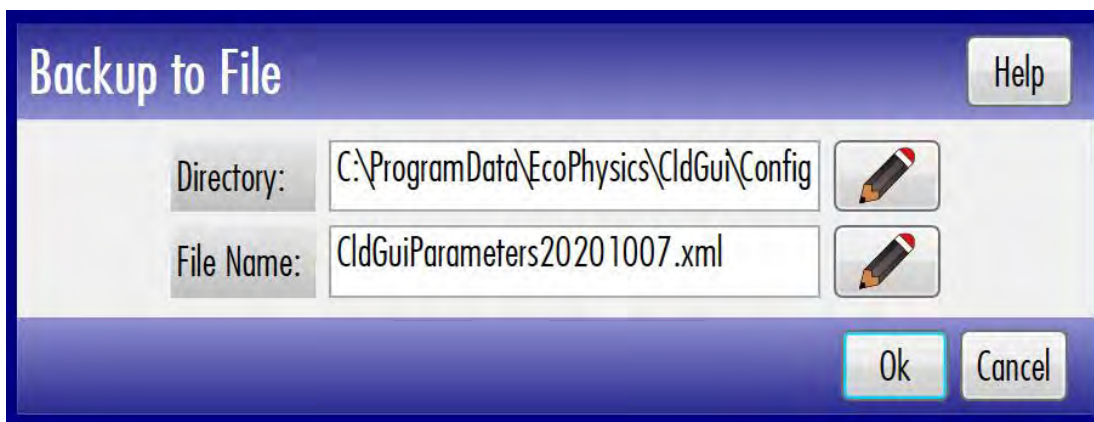 Backup to File
Help
Directory:
C:\ProgramData\EcoPhysics\CldGui\Config
File Name:
CldGuiParameters20201007.xml
Ok
Cancel